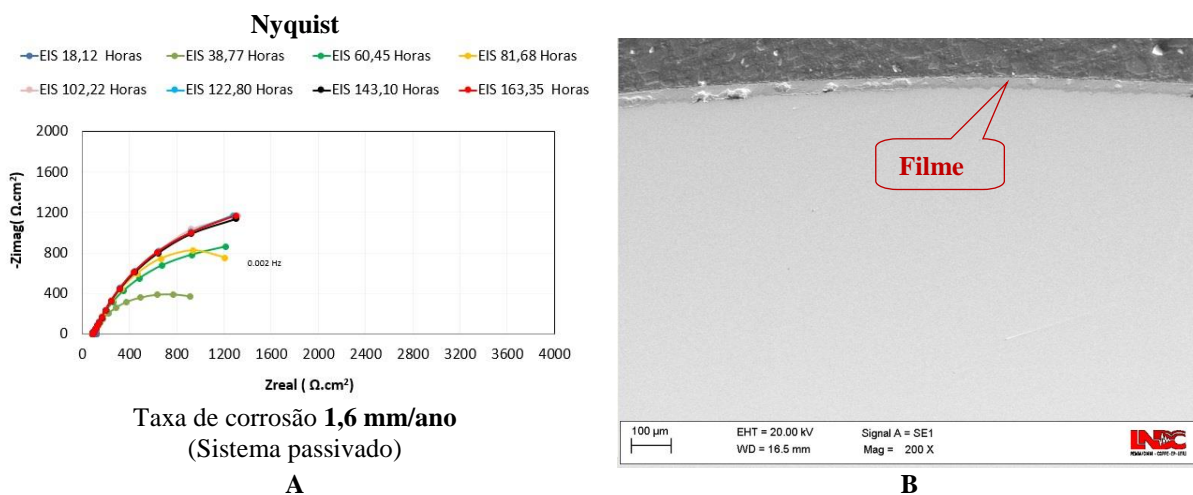 Nyquist
EIS 18,12 Horas
EIS 38,77 Horas
EIS 60,45 Horas
EIS 81,68 Horas
EIS 102,22 Horas
EIS 122,80 Horas
EIS 143,10 Horas
EIS 163,35 Horas
-Zimag( Ω.cm²)
2000
1600
1200
800
400
0
0.002 Hz
0 400 800 1200 1600 2000 2400 2800 3200 3600 4000
Zreal ( Ω.cm²)
Taxa de corrosão 1,6 mm/ano
(Sistema passivado)
A
Filme
100 µm
EHT = 20.00 kV
WD = 16.5 mm
Signal A = SE1
Mag = 200 X
LNDC
B